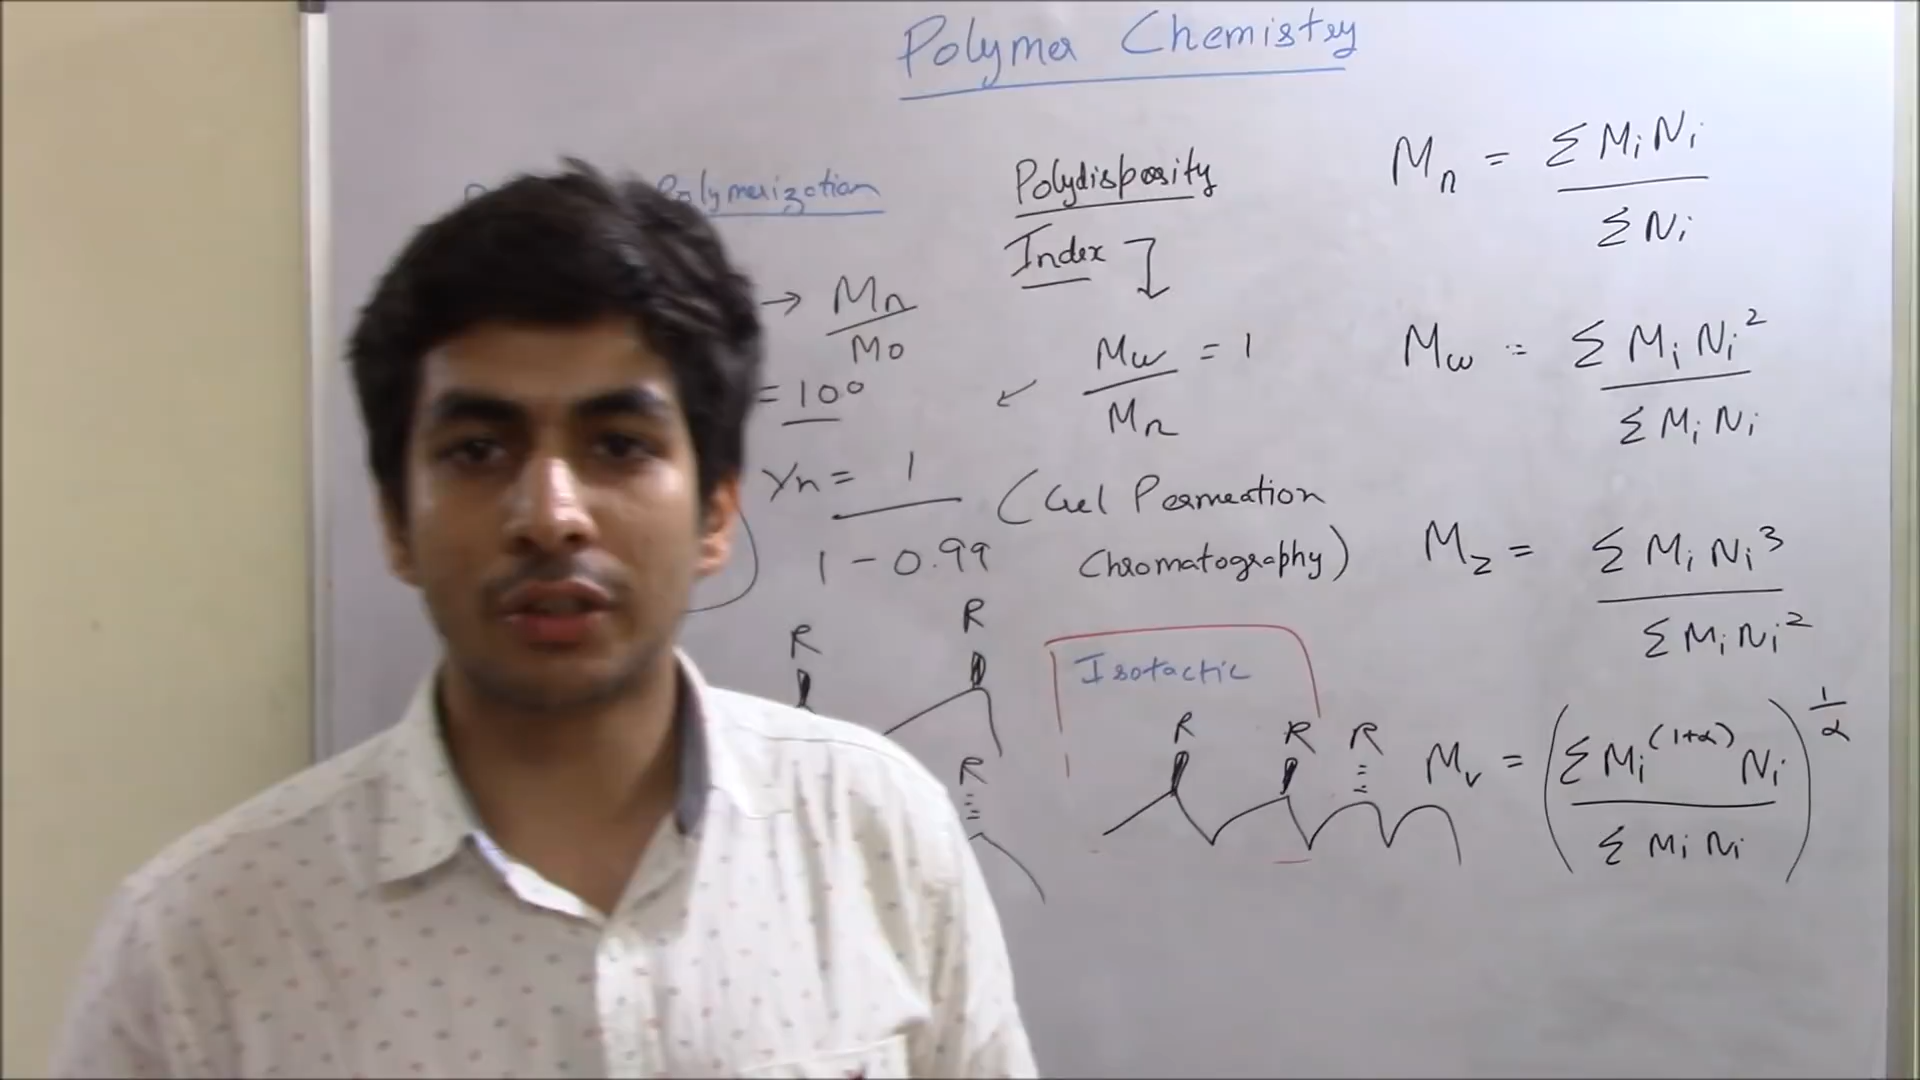 Polymer Chemistry
Polymerization
→ Mn / Mo
= 100
Xn = 1 / 1 - 0.99
Polydispersity
Index
Mw / Mn = 1
(Gel Permeation
Chromatography)
Mn = Σ MiNi / Σ Ni
Mw = Σ Mi Ni² / Σ Mi Ni
Mz = Σ Mi Ni³ / Σ Mi Ni²
Mv = (Σ Mi^(1+α) Ni / Σ Mi Ni)^1/α
R R
R
Isotactic
R R R